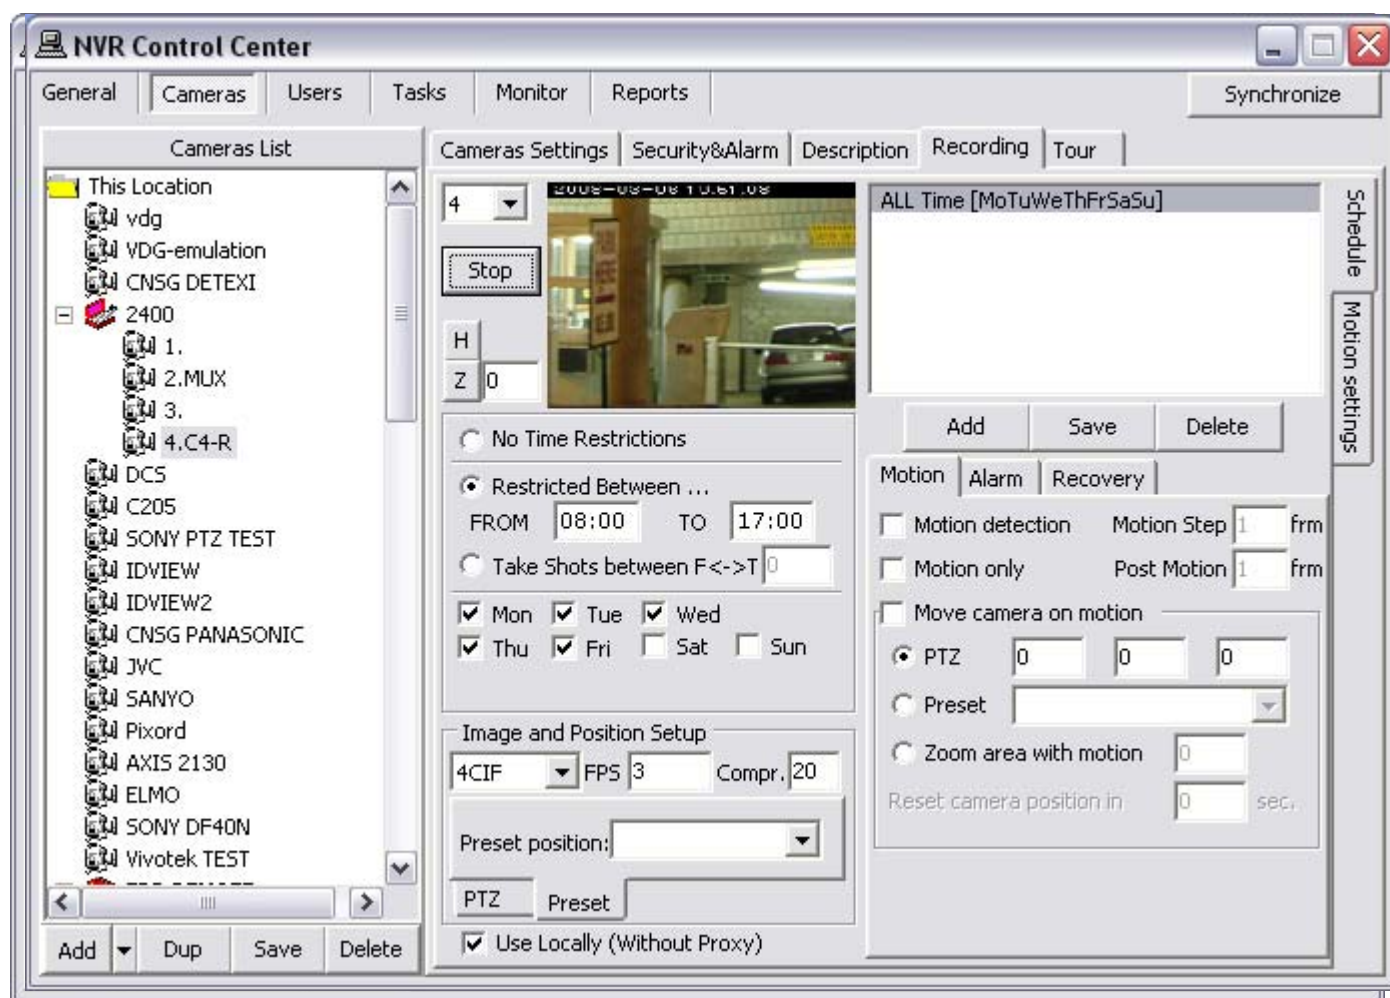 NVR Control Center
General Cameras Users Tasks Monitor Reports Synchronize
Cameras List
Cameras Settings Security&Alarm Description Recording Tour
This Location
vdg
VDG-emulation
CNSG DETEXI
2400
1.
2.MUX
3.
4.C4-R
DCS
C205
SONY PTZ TEST
IDVIEW
IDVIEW2
CNSG PANASONIC
JVC
SANYO
Pixord
AXIS 2130
ELMO
SONY DF40N
Vivotek TEST
Add Dup Save Delete
4
Stop
H
Z 0
No Time Restrictions
Restricted Between ...
FROM 08:00 TO 17:00
Take Shots between F<->T 0
Mon Tue Wed
Thu Fri Sat Sun
Image and Position Setup
4CIF FPS 3 Compr. 20
Preset position:
PTZ Preset
Use Locally (Without Proxy)
ALL Time [MoTuWeThFrSaSu]
Add Save Delete
Motion Alarm Recovery
Motion detection Motion Step 1 frm
Motion only Post Motion 1 frm
Move camera on motion
PTZ 0 0 0
Preset
Zoom area with motion 0
Reset camera position in 0 sec.
Schedule
Motion settings